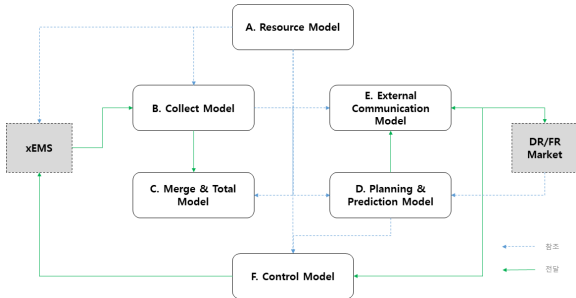 A. Resource Model
B. Collect Model
E. External
Communication
Model
xEMS
DR/FR
Market
C. Merge & Total
Model
D. Planning &
Prediction Model
F. Control Model
참조
전달